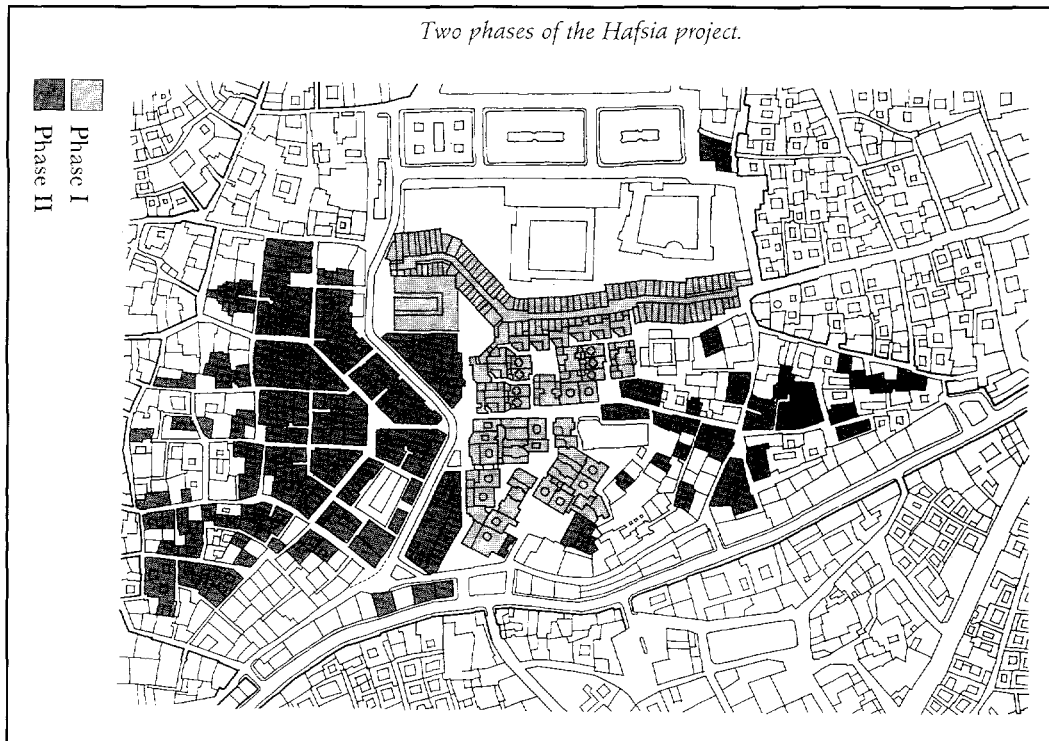 Two phases of the Hafsia project.
Phase I
Phase II